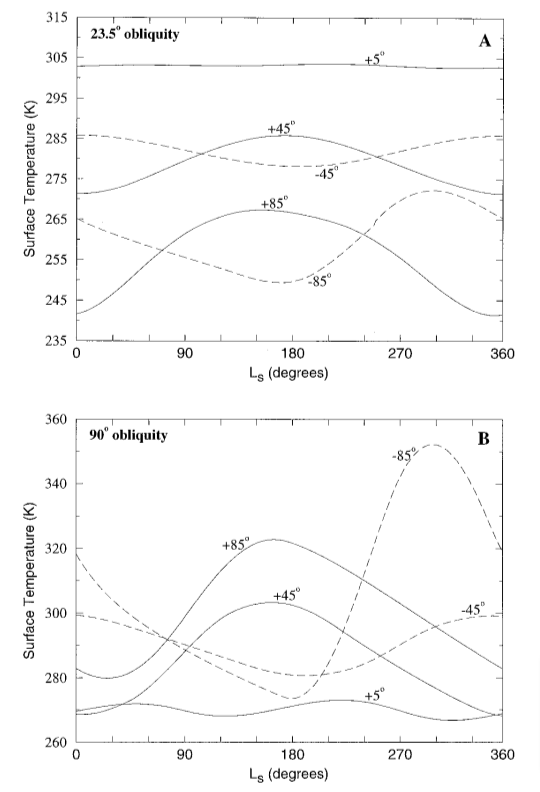 315
23.5° obliquity
A
305
+5°
295
Surface Temperature (K)
285
+45°
275
-45°
265
+85°
255
-85°
245
235
0 90 180 270 360
L_S (degrees)
360
90° obliquity
B
-85°
340
+85°
320
Surface Temperature (K)
+45°
-45°
300
280
+5°
260
0 90 180 270 360
L_S (degrees)